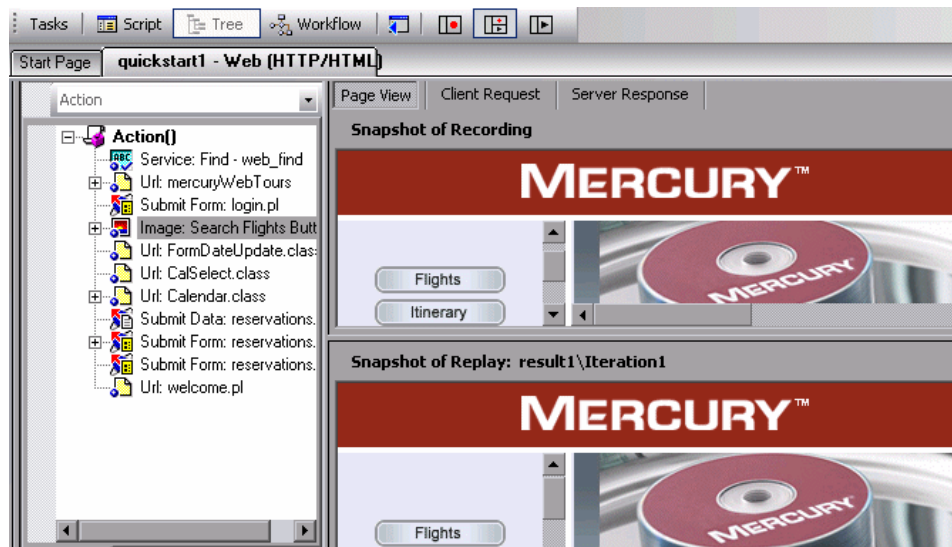 Tasks Script Tree Workflow
Start Page quickstart1 - Web (HTTP/HTML)
Action
Page View Client Request Server Response
Action()
Service: Find - web_find
Url: mercuryWebTours
Submit Form: login.pl
Image: Search Flights Butt
Url: FormDateUpdate.clas
Url: CalSelect.class
Url: Calendar.class
Submit Data: reservations.
Submit Form: reservations.
Submit Form: reservations.
Url: welcome.pl
Snapshot of Recording
MERCURY™
Flights
Itinerary
MERCURY
Snapshot of Replay: result1\Iteration1
MERCURY™
Flights
MERCURY